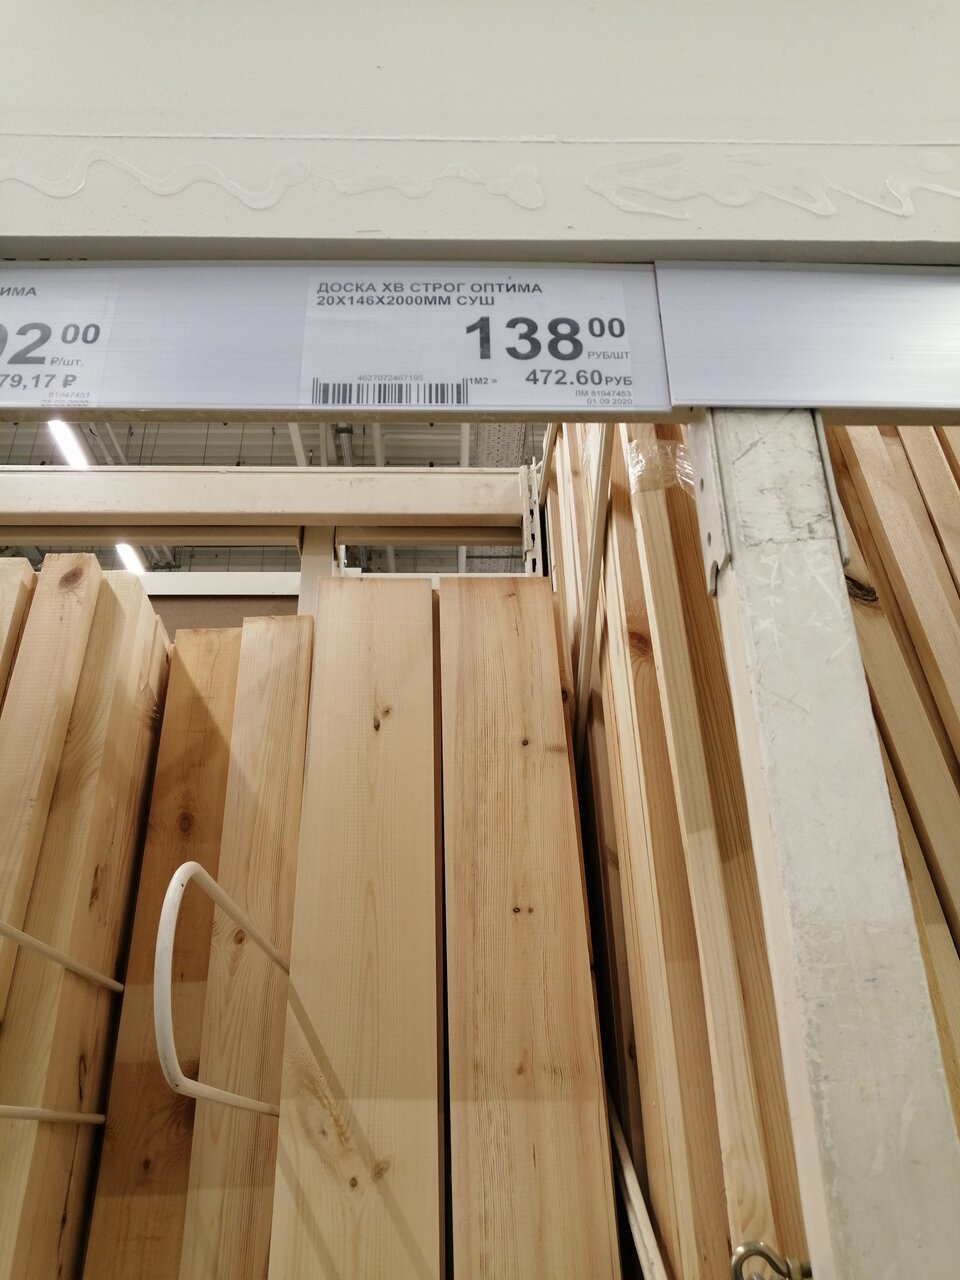 ИМА
92 00
₽/шт.
79,17 ₽
81947451
ДОСКА ХВ СТРОГ ОПТИМА
20Х146Х2000ММ СУШ
138 00
РУБ/ШТ
4627072467195
1М2 = 472.60РУБ
ЛМ 81947453
01.09.2020